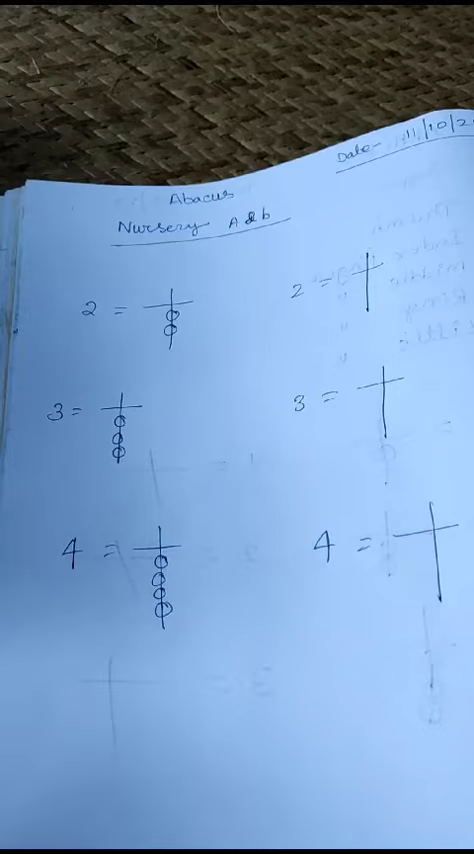 Date- 11/10/2
Abacus
Nursery A & b
2 =
2 =
3 =
3 =
4 =
4 =